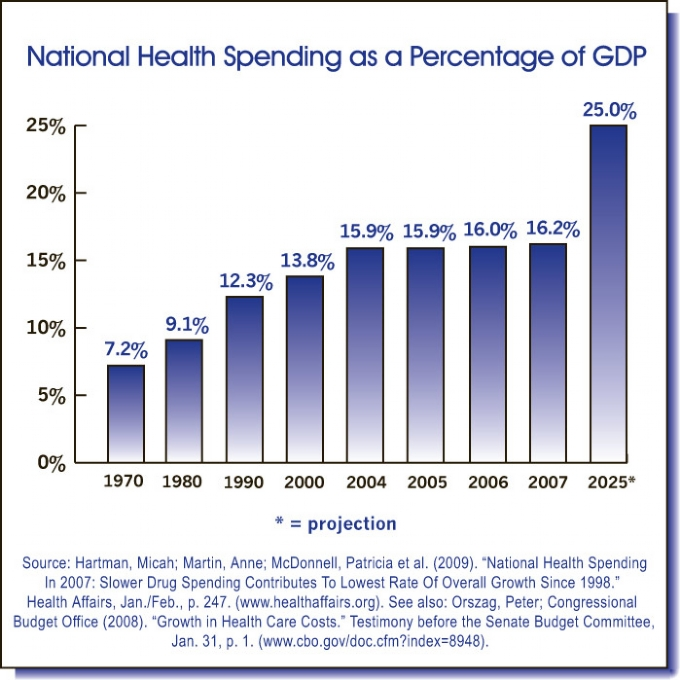 National Health Spending as a Percentage of GDP
25.0%
25%
20%
16.2%
16.0%
15.9%
15.9%
15%
13.8%
12.3%
10%
9.1%
7.2%
5%
0%
1970 1980 1990 2000 2004 2005 2006 2007 2025*
* = projection
Source: Hartman, Micah; Martin, Anne; McDonnell, Patricia et al. (2009). “National Health Spending
In 2007: Slower Drug Spending Contributes To Lowest Rate Of Overall Growth Since 1998.”
Health Affairs, Jan./Feb., p. 247. (www.healthaffairs.org). See also: Orszag, Peter; Congressional
Budget Office (2008). “Growth in Health Care Costs.” Testimony before the Senate Budget Committee,
Jan. 31, p. 1. (www.cbo.gov/doc.cfm?index=8948).